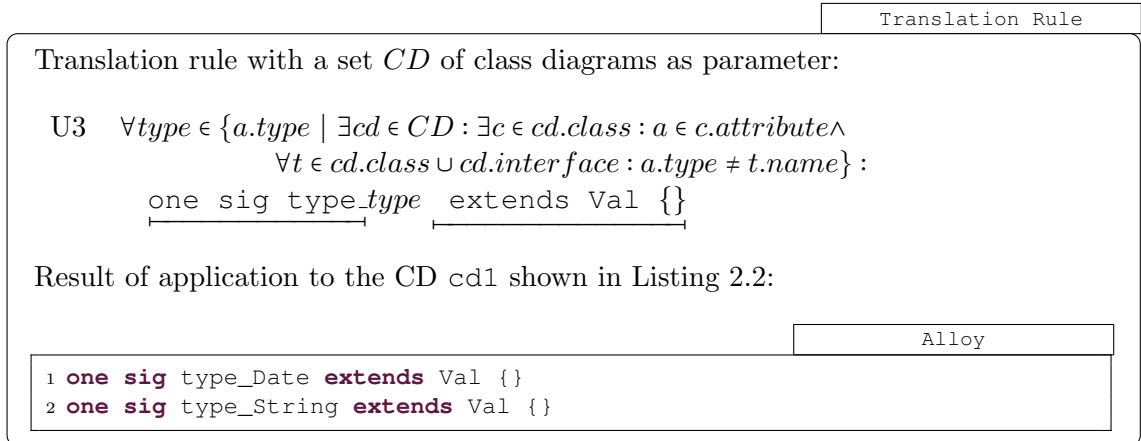 Translation Rule
Translation rule with a set CD of class diagrams as parameter:
U3 ∀type ∈ {a.type | ∃cd ∈ CD : ∃c ∈ cd.class : a ∈ c.attribute∧
∀t ∈ cd.class ∪ cd.interface : a.type ≠ t.name} :
one sig type_type extends Val {}
Result of application to the CD cd1 shown in Listing 2.2:
Alloy
1 one sig type_Date extends Val {}
2 one sig type_String extends Val {}